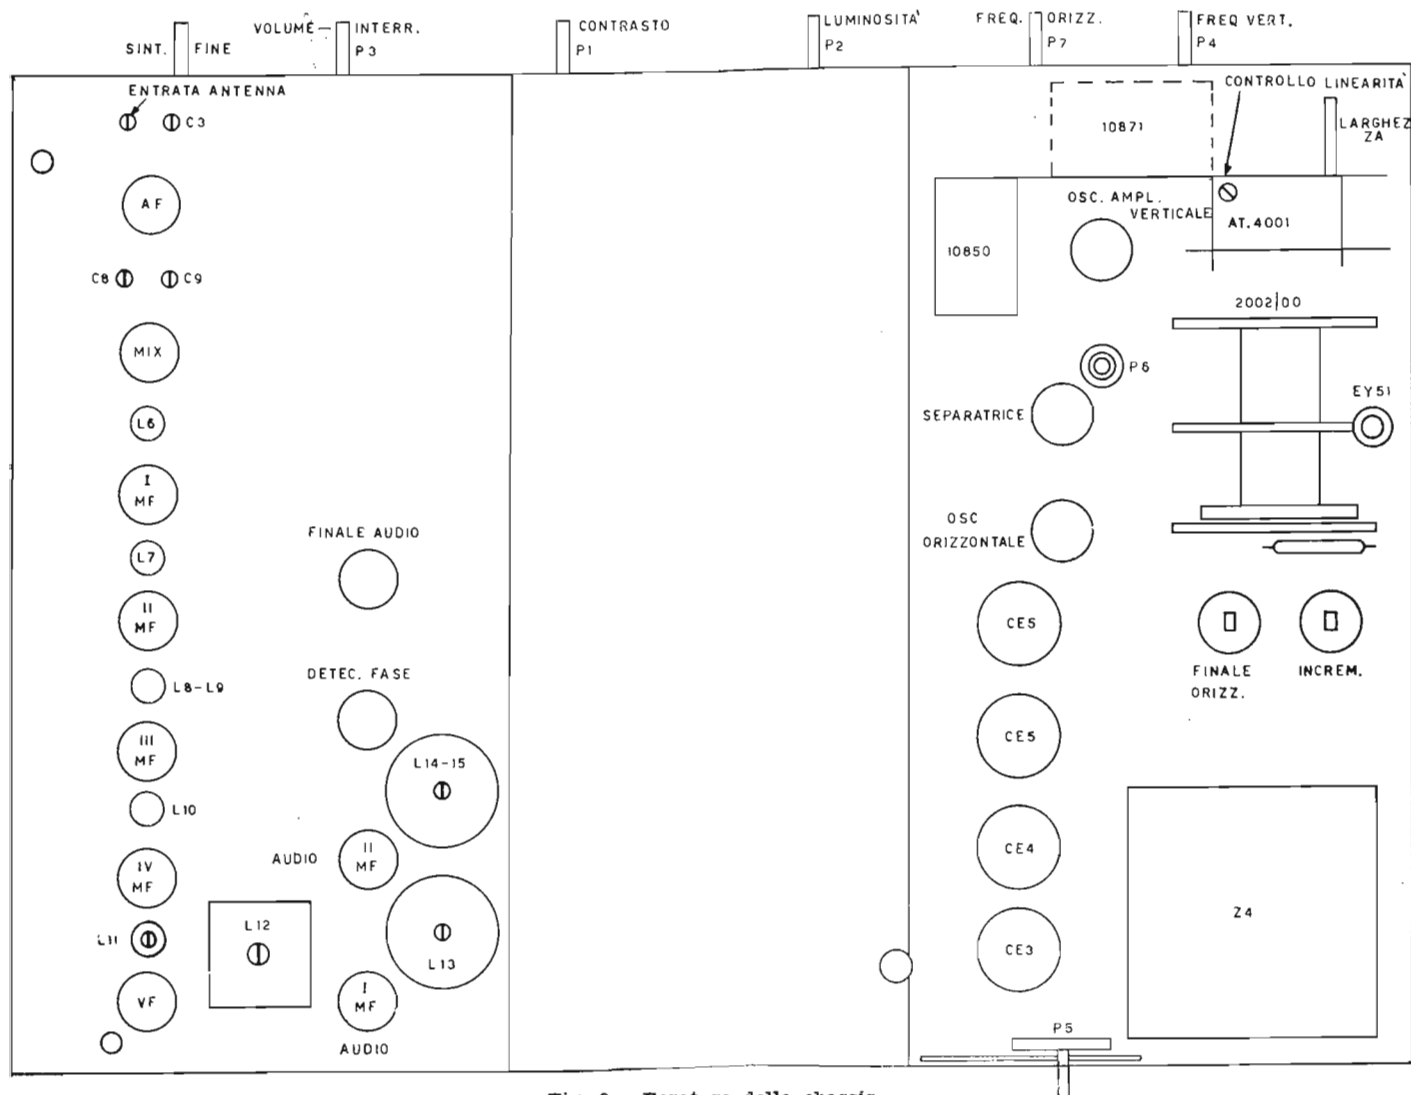 SINT. FINE
VOLUME — INTERR.
P3
CONTRASTO
P1
LUMINOSITA'
P2
FREQ. ORIZZ.
P7
FREQ VERT.
P4
ENTRATA ANTENNA
C3
AF
C8
C9
MIX
L6
I
MF
L7
II
MF
L8-L9
III
MF
L10
IV
MF
L11
VF
L12
FINALE AUDIO
DETEC. FASE
L14-15
AUDIO
II
MF
L13
I
MF
AUDIO
10871
CONTROLLO LINEARITA'
LARGHEZ
ZA
10850
OSC. AMPL.
VERTICALE
AT.4001
2002|00
P6
SEPARATRICE
EY51
OSC
ORIZZONTALE
CE5
FINALE
ORIZZ.
INCREM.
CE5
CE4
CE3
Z4
P5